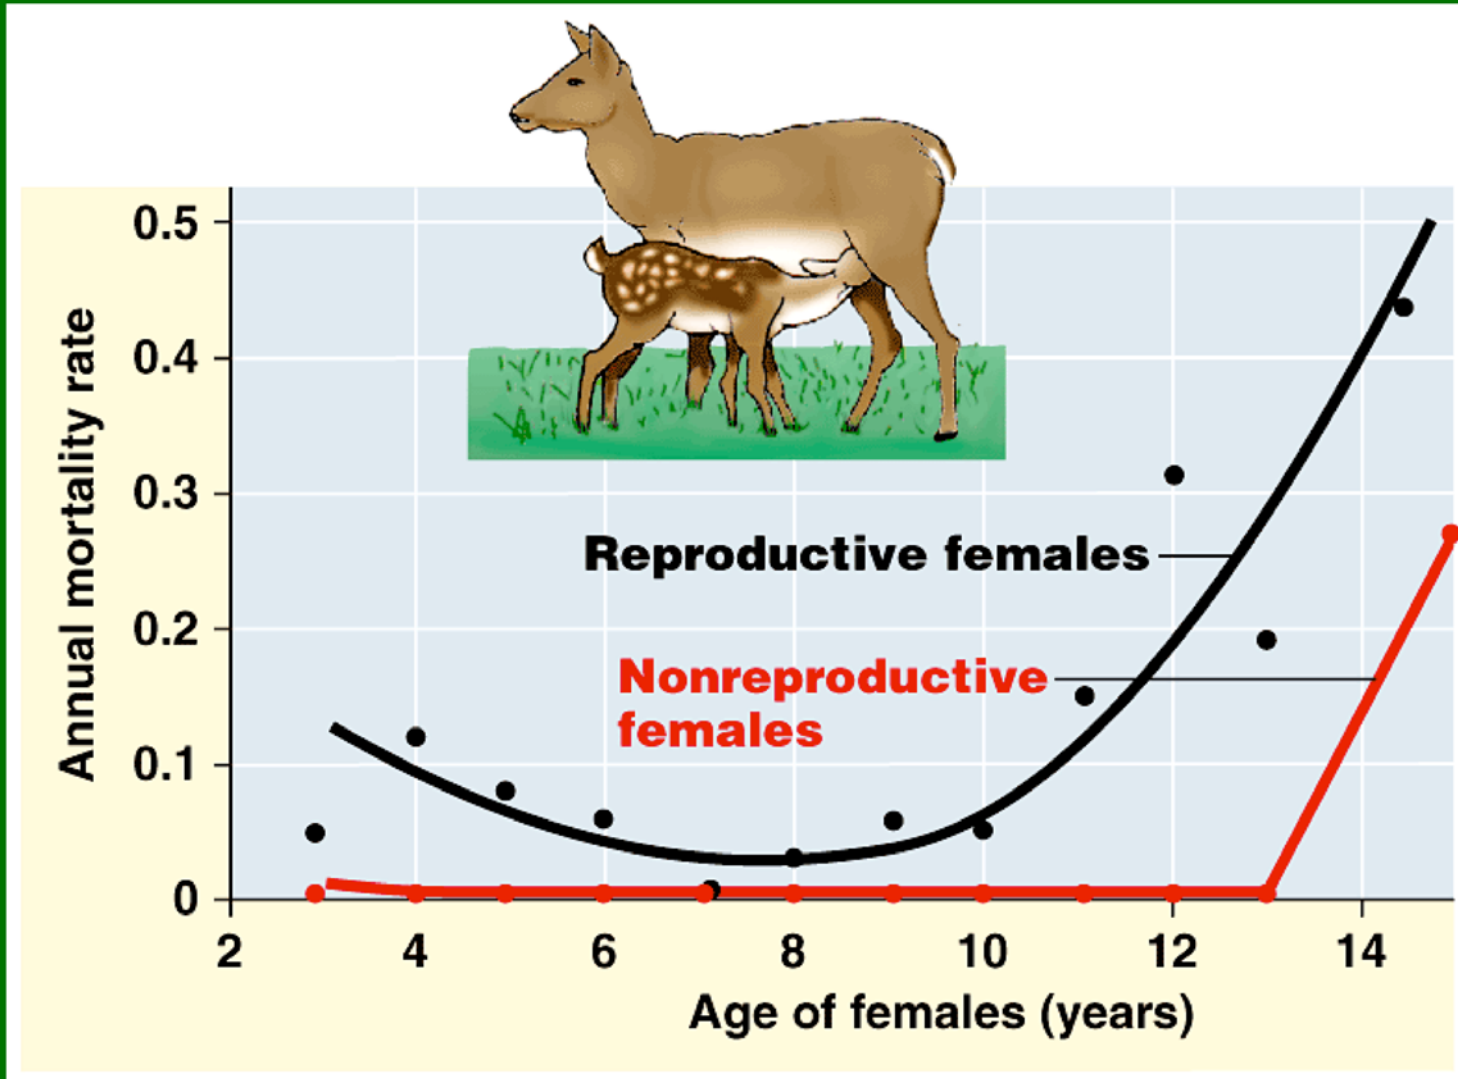 0.5
0.4
0.3
0.2
0.1
0
Annual mortality rate
Reproductive females
Nonreproductive
females
2 4 6 8 10 12 14
Age of females (years)